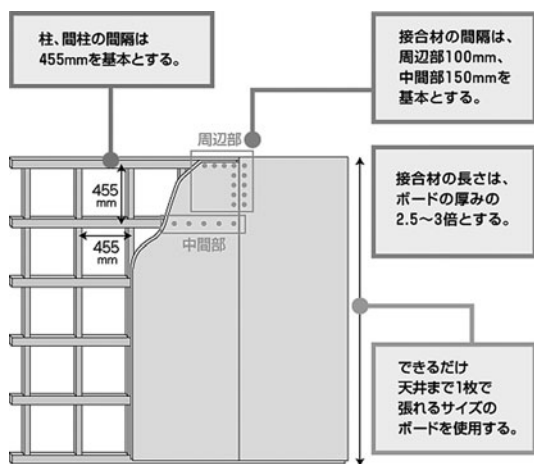 柱、間柱の間隔は
455mmを基本とする。
接合材の間隔は、
周辺部100mm、
中間部150mmを
基本とする。
周辺部
455
mm
455
mm
中間部
接合材の長さは、
ボードの厚みの
2.5～3倍とする。
できるだけ
天井まで1枚で
張れるサイズの
ボードを使用する。